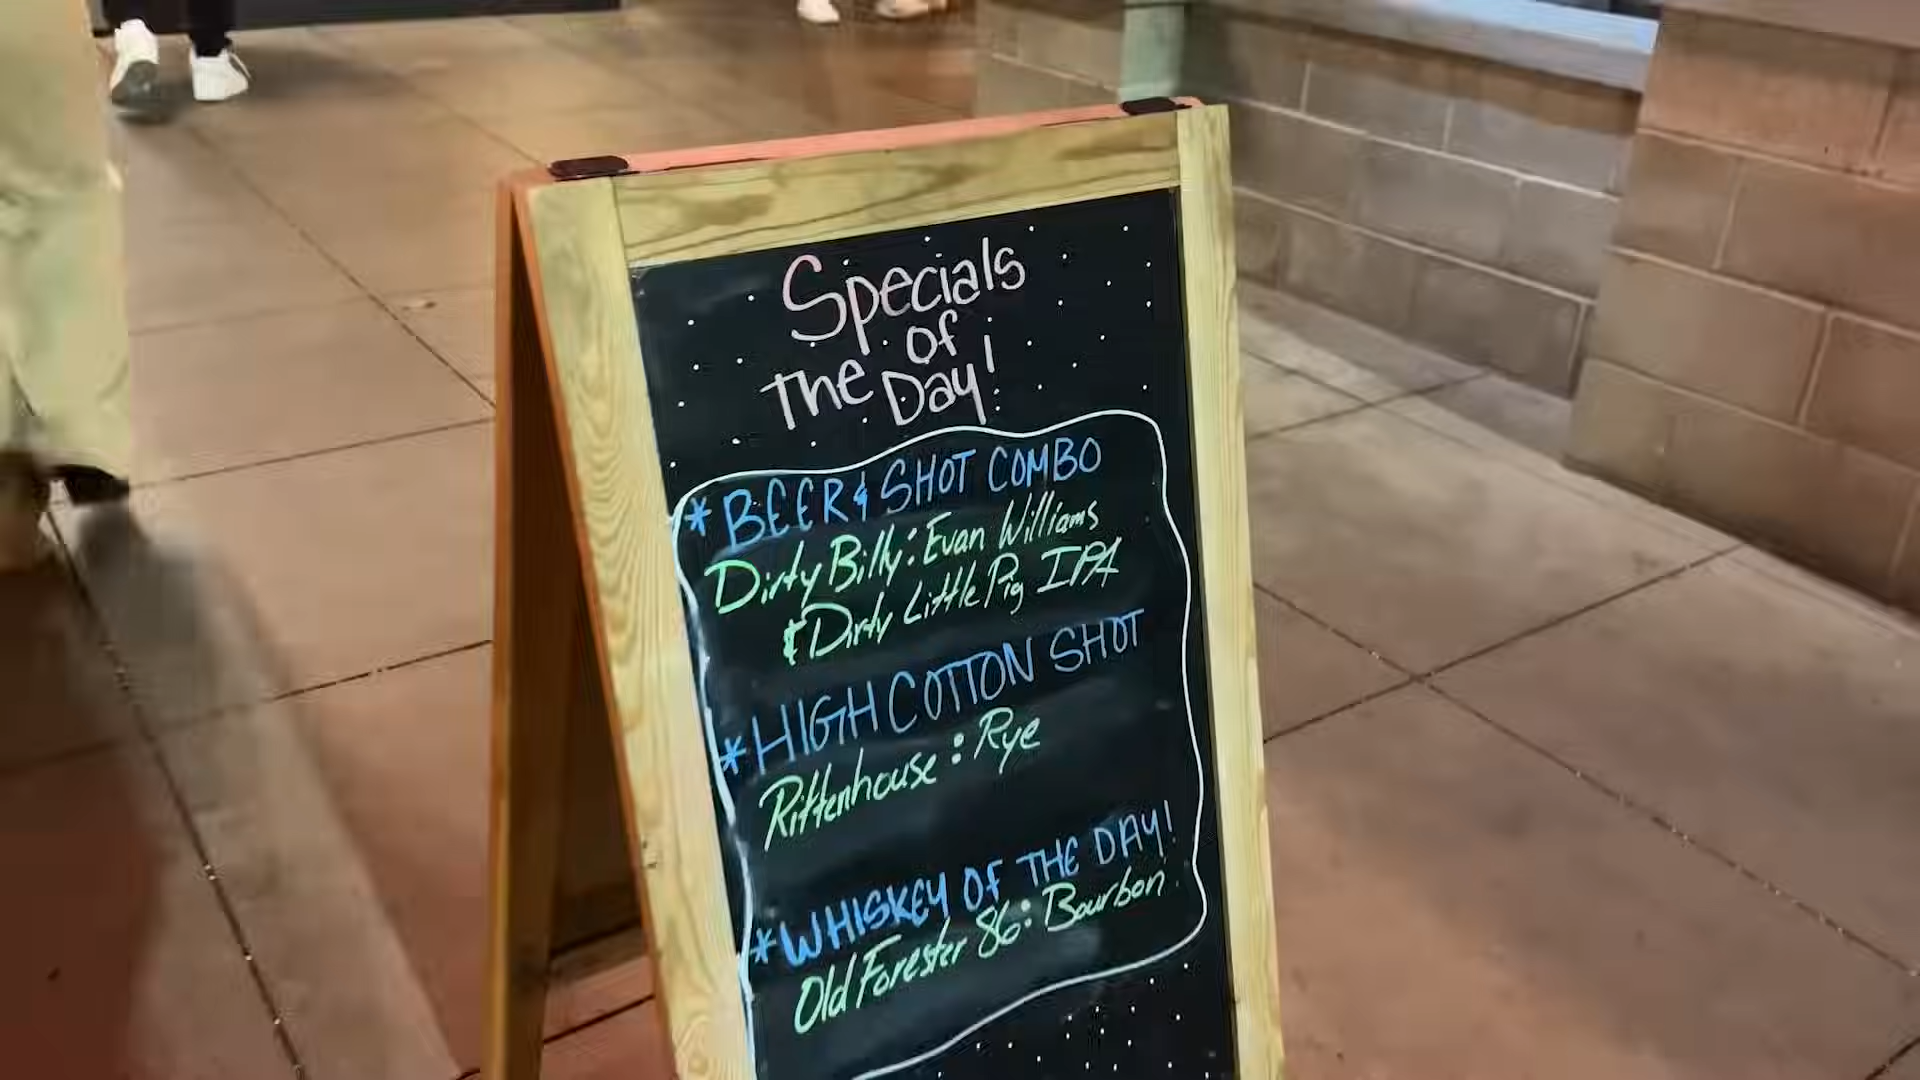 Specials
of
The Day!
*BEER & SHOT COMBO
Dirty Billy: Evan Williams
& Dirty Little Pig IPA
*HIGH COTTON SHOT
Rittenhouse: Rye
*WHISKEY OF THE DAY!
Old Forester 86: Bourbon